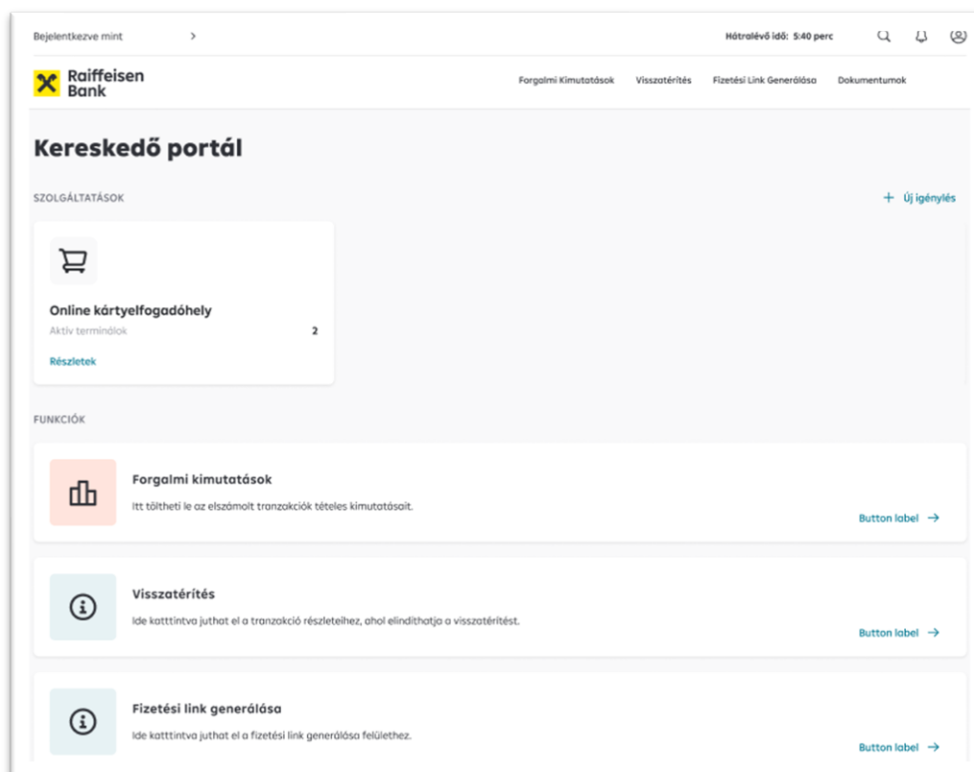 Bejelentkezve mint
Hátralévő idő: 5:40 perc
Raiffeisen
Bank
Forgalmi Kimutatások Visszatérítés Fizetési Link Generálása Dokumentumok
Kereskedő portál
SZOLGÁLTATÁSOK
+ Új igénylés
Online kártyelfogadóhely
Aktív terminálok 2
Részletek
FUNKCIÓK
Forgalmi kimutatások
Itt töltheti le az elszámolt tranzakciók tételes kimutatásait.
Button label →
Visszatérítés
Ide katttintva juthat el a tranzakció részleteihez, ahol elindíthatja a visszatérítést.
Button label →
Fizetési link generálása
Ide katttintva juthat el a fizetési link generálása felülethez.
Button label →